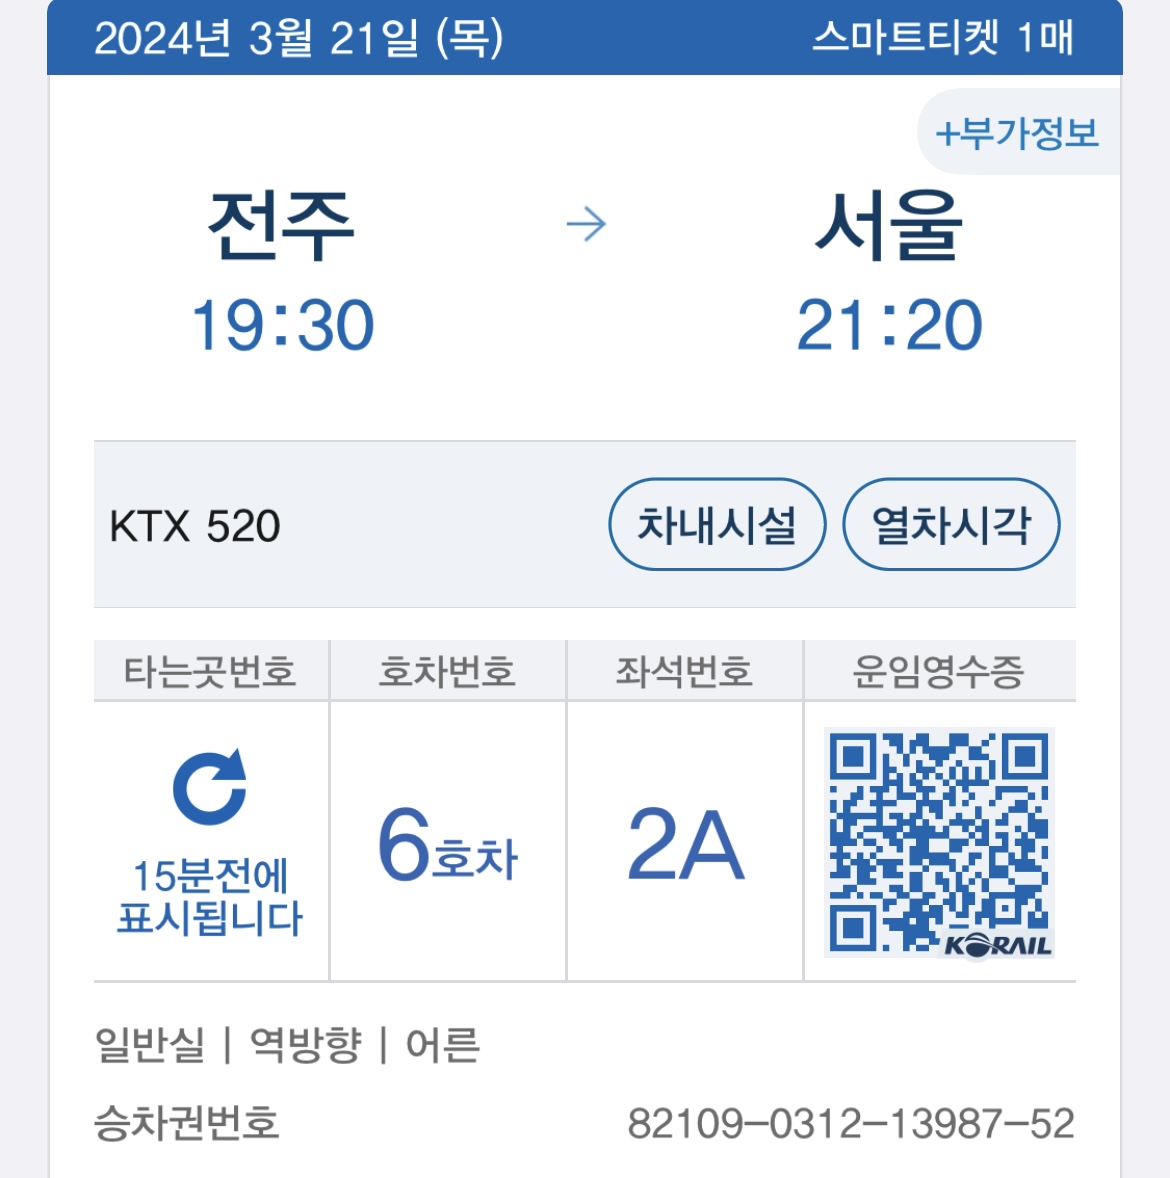 2024년 3월 21일 (목) 스마트티켓 1매
+부가정보
전주 → 서울
19:30 21:20
KTX 520 차내시설 열차시각
타는곳번호 호차번호 좌석번호 운임영수증
15분전에
표시됩니다
6호차 2A
KORAIL
일반실 | 역방향 | 어른
승차권번호 82109-0312-13987-52